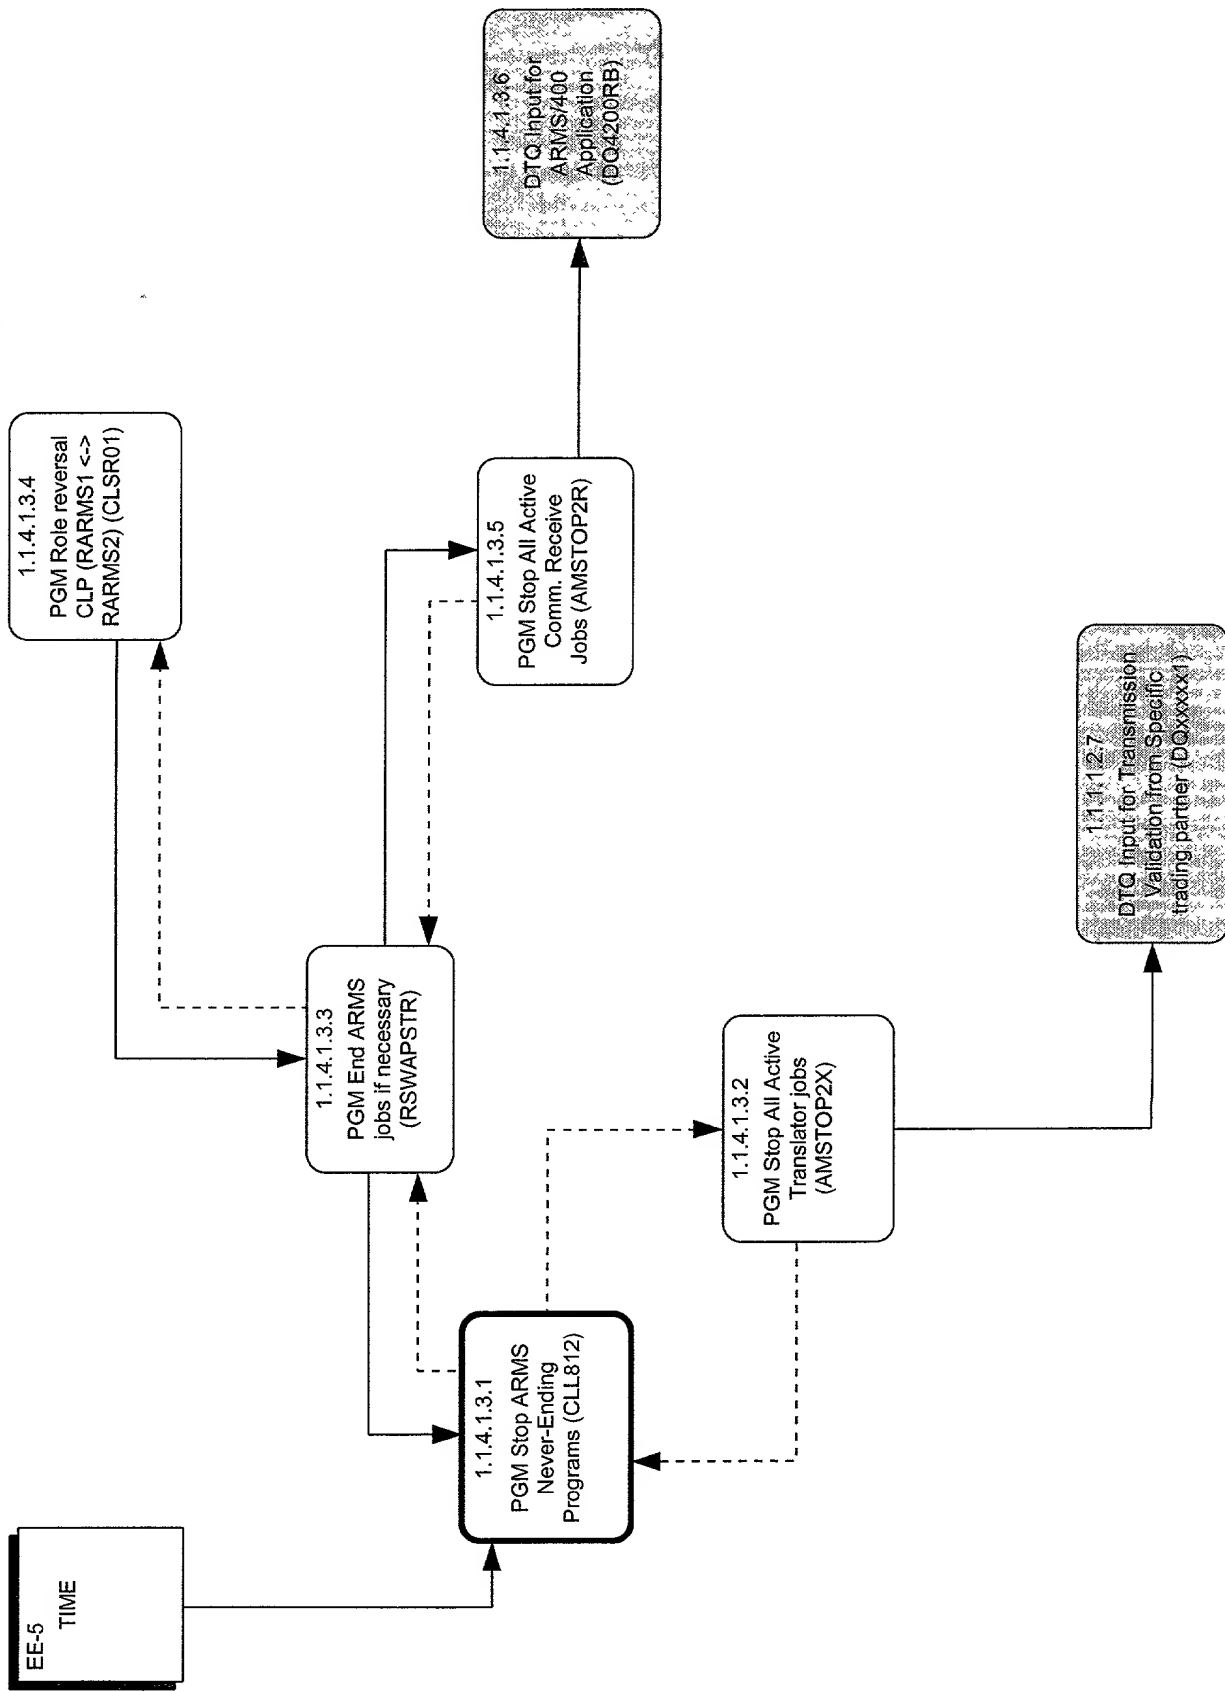 EE-5
TIME
1.1.4.1.3.1
PGM Stop ARMS
Never-Ending
Programs (CLL812)
1.1.4.1.3.3
PGM End ARMS
jobs if necessary
(RSWAPSTR)
1.1.4.1.3.4
PGM Role reversal
CLP (RARMS1 <->
RARMS2) (CLSR01)
1.1.4.1.3.2
PGM Stop All Active
Translator jobs
(AMSTOP2X)
1.1.4.1.3.5
PGM Stop All Active
Comm. Receive
Jobs (AMSTOP2R)
1.1.4.1.3.6
DTQ Input for
ARMS/400
Application
(DQ4200RB)
1.1.1.1.2.7
DTQ Input for Transmission
Validation from Specific
trading partner (DQxxxxx1)